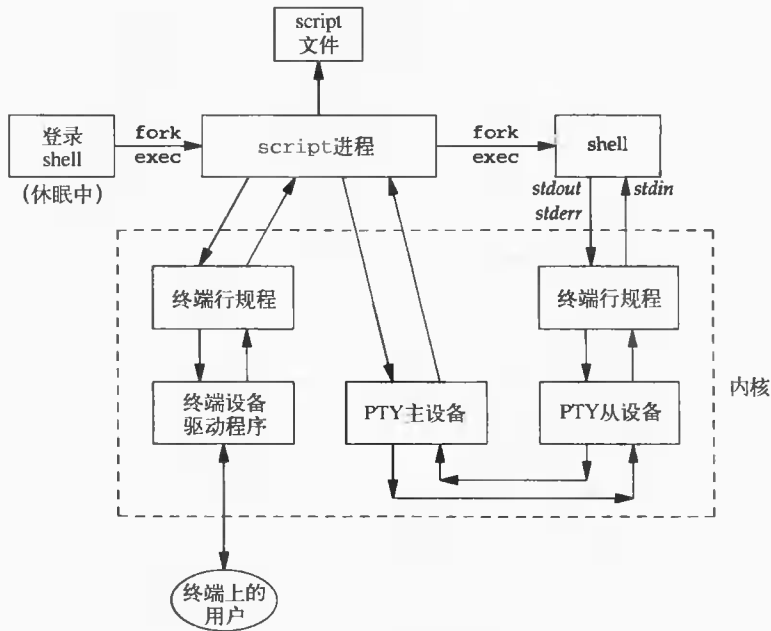 script
文件
登录
shell
(休眠中)
fork
exec
script进程
fork
exec
shell
stdout
stderr
stdin
终端行规程
终端行规程
内核
终端设备
驱动程序
PTY主设备
PTY从设备
终端上的
用户